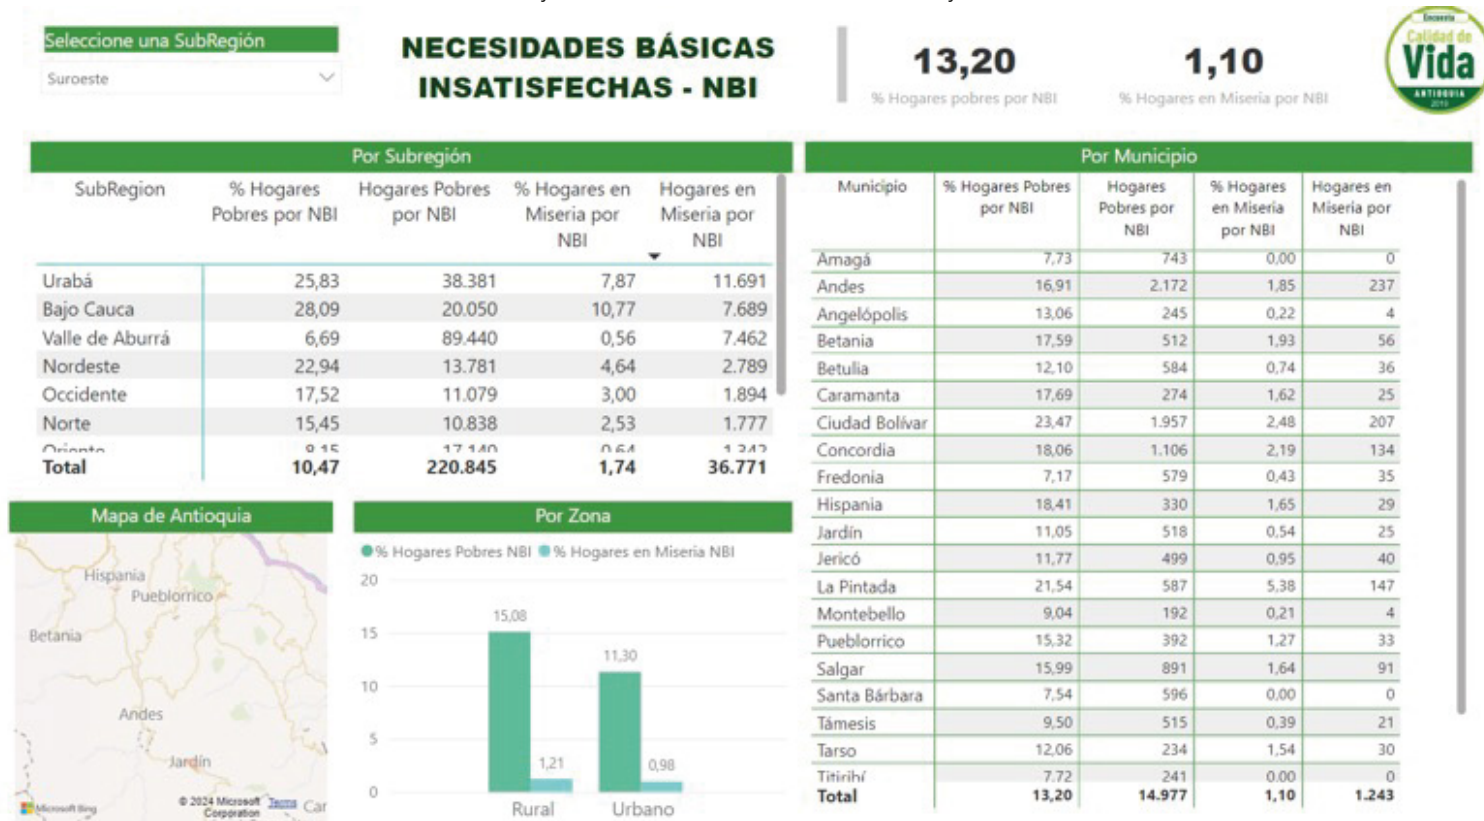 Seleccione una SubRegión
Suroeste
NECESIDADES BÁSICAS
INSATISFECHAS - NBI
13,20
% Hogares pobres por NBI
1,10
% Hogares en Miseria por NBI
Encuesta
Calidad de
Vida
ANTIOQUIA
2019
Por Subregión
SubRegion % Hogares Pobres por NBI Hogares Pobres por NBI % Hogares en Miseria por NBI Hogares en Miseria por NBI
Urabá 25,83 38.381 7,87 11.691
Bajo Cauca 28,09 20.050 10,77 7.689
Valle de Aburrá 6,69 89.440 0,56 7.462
Nordeste 22,94 13.781 4,64 2.789
Occidente 17,52 11.079 3,00 1.894
Norte 15,45 10.838 2,53 1.777
Oriente 8,15 17.140 0,64 1.342
Total 10,47 220.845 1,74 36.771
Por Municipio
Municipio % Hogares Pobres por NBI Hogares Pobres por NBI % Hogares en Miseria por NBI Hogares en Miseria por NBI
Amagá 7,73 743 0,00 0
Andes 16,91 2.172 1,85 237
Angelópolis 13,06 245 0,22 4
Betania 17,59 512 1,93 56
Betulia 12,10 584 0,74 36
Caramanta 17,69 274 1,62 25
Ciudad Bolívar 23,47 1.957 2,48 207
Concordia 18,06 1.106 2,19 134
Fredonia 7,17 579 0,43 35
Hispania 18,41 330 1,65 29
Jardín 11,05 518 0,54 25
Jericó 11,77 499 0,95 40
La Pintada 21,54 587 5,38 147
Montebello 9,04 192 0,21 4
Pueblorrico 15,32 392 1,27 33
Salgar 15,99 891 1,64 91
Santa Bárbara 7,54 596 0,00 0
Támesis 9,50 515 0,39 21
Tarso 12,06 234 1,54 30
Titiribí 7,72 241 0,00 0
Total 13,20 14.977 1,10 1.243
Mapa de Antioquia
Hispania
Pueblorrico
Betania
Andes
Jardín
Microsoft Bing
© 2024 Microsoft Corporation
Terms
Car
Por Zona
% Hogares Pobres NBI % Hogares en Miseria NBI
20
15
10
5
0
15,08
1,21
11,30
0,98
Rural
Urbano